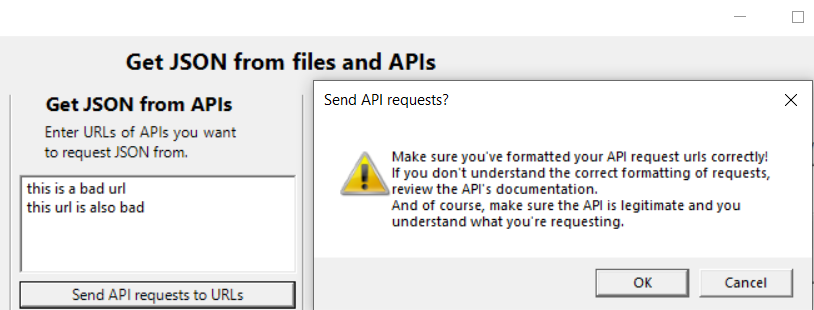 Get JSON from files and APIs
Get JSON from APIs
Enter URLs of APIs you want
to request JSON from.
this is a bad url
this url is also bad
Send API requests to URLs
Send API requests?
Make sure you've formatted your API request urls correctly!
If you don't understand the correct formatting of requests,
review the API's documentation.
And of course, make sure the API is legitimate and you
understand what you're requesting.
OK
Cancel